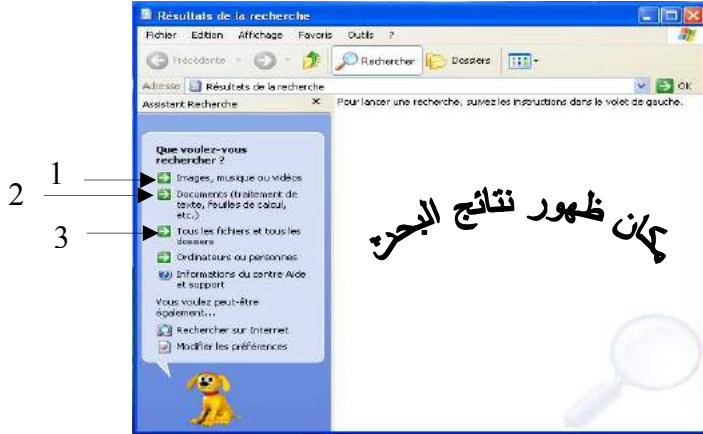 Résultats de la recherche
Fichier Edition Affichage Favoris Outils ?
Précédente Rechercher Dossiers
Adresse Résultats de la recherche OK
Assistant Recherche ×
Pour lancer une recherche, suivez les instructions dans le volet de gauche.
Que voulez-vous
rechercher ?
1
Images, musique ou vidéos
2
Documents (traitement de
texte, feuilles de calcul,
etc.)
3
Tous les fichiers et tous les
dossiers
Ordinateurs ou personnes
Informations du centre Aide
et support
Vous voulez peut-être
également...
Rechercher sur Internet
Modifier les préférences
مكان ظهور نتائج البحث